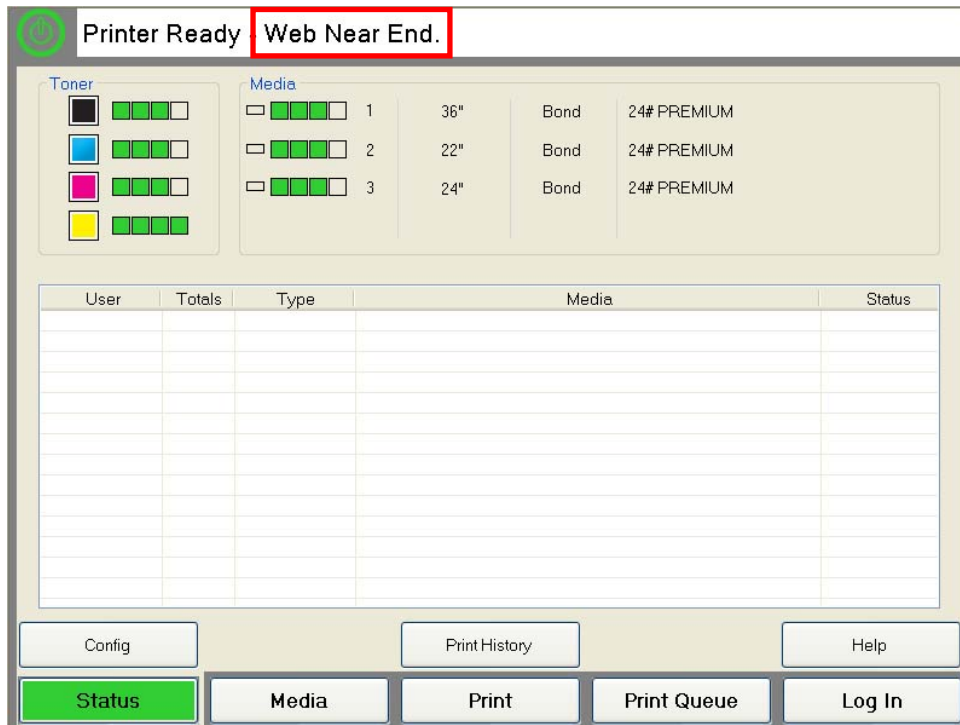 Printer Ready - Web Near End.
Toner
Media
1 36" Bond 24# PREMIUM
2 22" Bond 24# PREMIUM
3 24" Bond 24# PREMIUM
User Totals Type Media Status
Config Print History Help
Status Media Print Print Queue Log In